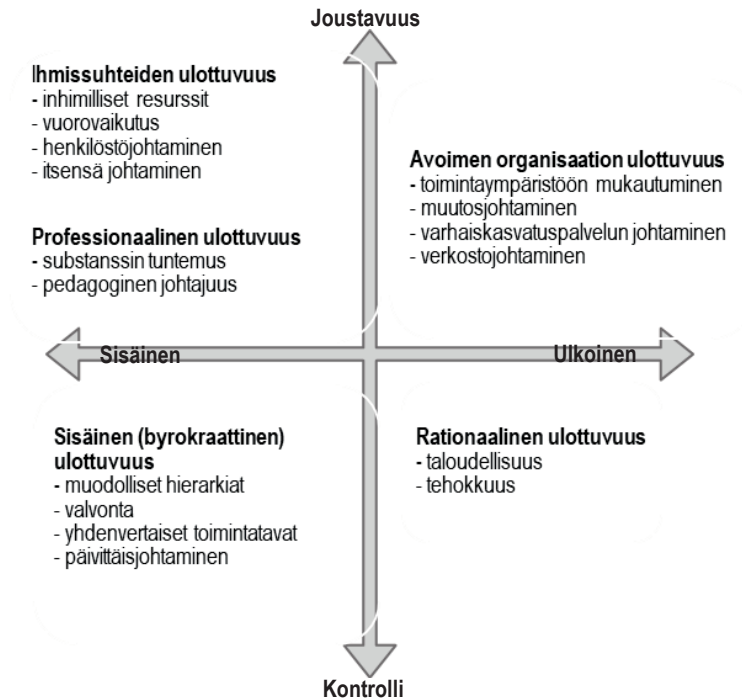 Joustavuus
Ihmissuhteiden ulottuvuus
- inhimilliset resurssit
- vuorovaikutus
- henkilöstöjohtaminen
- itsensä johtaminen
Professionaalinen ulottuvuus
- substanssin tuntemus
- pedagoginen johtajuus
Avoimen organisaation ulottuvuus
- toimintaympäristöön mukautuminen
- muutosjohtaminen
- varhaiskasvatuspalvelun johtaminen
- verkostojohtaminen
Sisäinen
Ulkoinen
Sisäinen (byrokraattinen)
ulottuvuus
- muodolliset hierarkiat
- valvonta
- yhdenvertaiset toimintatavat
- päivittäisjohtaminen
Rationaalinen ulottuvuus
- taloudellisuus
- tehokkuus
Kontrolli